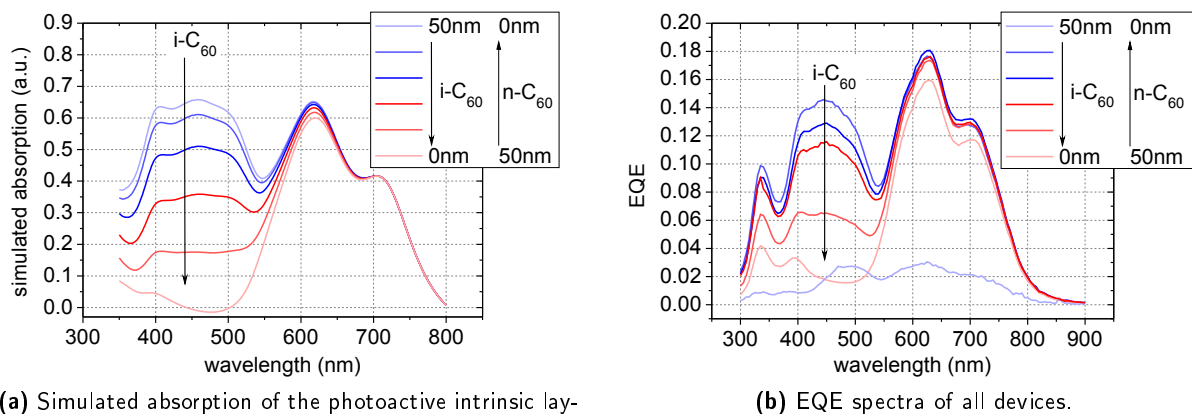 0.9
0.8
0.7
0.6
0.5
0.4
0.3
0.2
0.1
0.0
simulated absorption (a.u.)
300 400 500 600 700 800
wavelength (nm)
i-C60
50nm 0nm
i-C60 n-C60
0nm 50nm
(a) Simulated absorption of the photoactive intrinsic lay-
0.20
0.18
0.16
0.14
0.12
0.10
0.08
0.06
0.04
0.02
0.00
EQE
300 400 500 600 700 800 900
wavelength (nm)
i-C60
50nm 0nm
i-C60 n-C60
0nm 50nm
(b) EQE spectra of all devices.